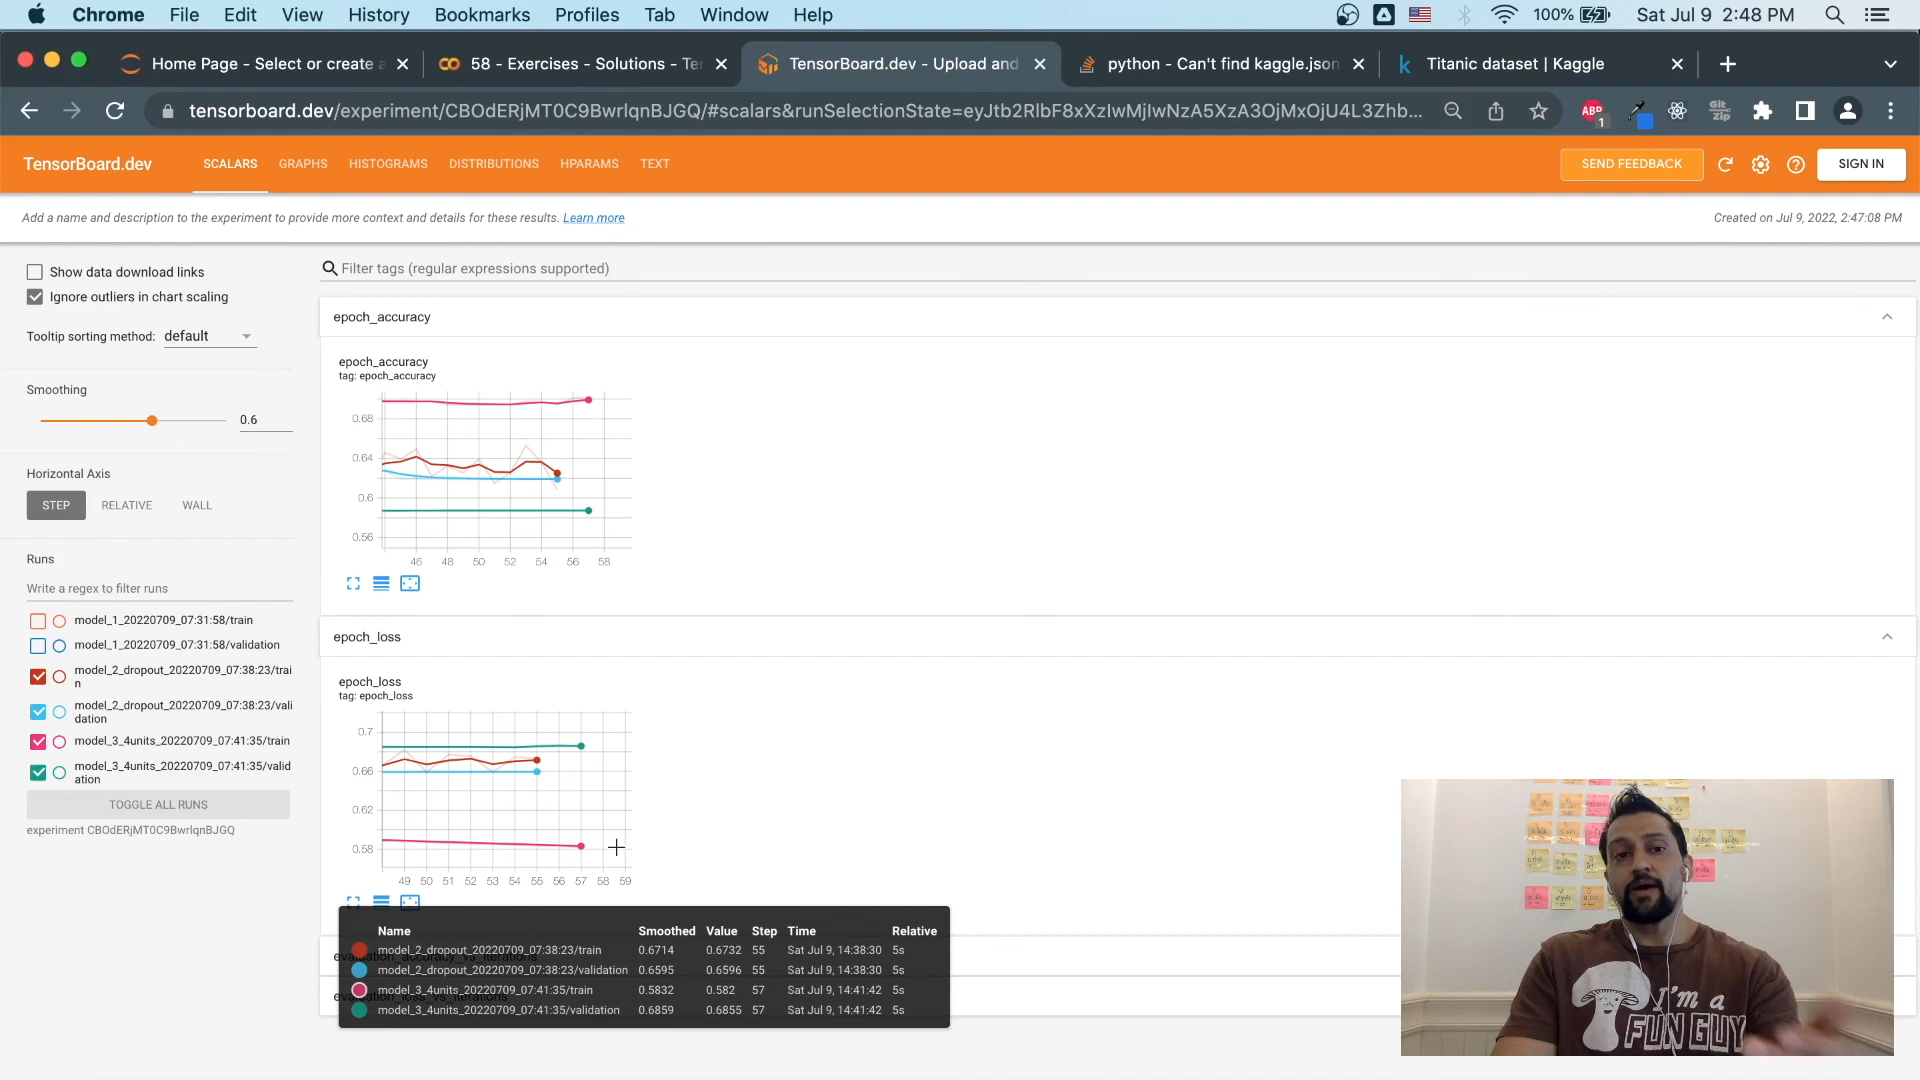 Chrome File Edit View History Bookmarks Profiles Tab Window Help
100% Sat Jul 9 2:48 PM
Home Page - Select or create a
58 - Exercises - Solutions - Te
TensorBoard.dev - Upload and
python - Can't find kaggle.json
Titanic dataset | Kaggle
tensorboard.dev/experiment/CBOdERjMT0C9BwrlqnBJGQ/#scalars&runSelectionState=eyJtb2RlbF8xXzIwMjIwNzA5XzA3OjMxOjU4L3Zhb...
ABP 1
Git Zip
TensorBoard.dev
SCALARS GRAPHS HISTOGRAMS DISTRIBUTIONS HPARAMS TEXT
SEND FEEDBACK
SIGN IN
Add a name and description to the experiment to provide more context and details for these results. Learn more
Created on Jul 9, 2022, 2:47:08 PM
Show data download links
Ignore outliers in chart scaling
Tooltip sorting method: default
Smoothing
0.6
Horizontal Axis
STEP RELATIVE WALL
Runs
Write a regex to filter runs
model_1_20220709_07:31:58/train
model_1_20220709_07:31:58/validation
model_2_dropout_20220709_07:38:23/trai
n
model_2_dropout_20220709_07:38:23/vali
dation
model_3_4units_20220709_07:41:35/train
model_3_4units_20220709_07:41:35/valid
ation
TOGGLE ALL RUNS
experiment CBOdERjMT0C9BwrlqnBJGQ
Filter tags (regular expressions supported)
epoch_accuracy
epoch_accuracy
tag: epoch_accuracy
0.68
0.64
0.6
0.56
46 48 50 52 54 56 58
epoch_loss
epoch_loss
tag: epoch_loss
0.7
0.66
0.62
0.58
49 50 51 52 53 54 55 56 57 58 59
Name Smoothed Value Step Time Relative
model_2_dropout_20220709_07:38:23/train 0.6714 0.6732 55 Sat Jul 9, 14:38:30 5s
evaluation_accuracy_vs_iterations
model_2_dropout_20220709_07:38:23/validation 0.6595 0.6596 55 Sat Jul 9, 14:38:30 5s
model_3_4units_20220709_07:41:35/train 0.5832 0.582 57 Sat Jul 9, 14:41:42 5s
evaluation_loss_vs_iterations
model_3_4units_20220709_07:41:35/validation 0.6859 0.6855 57 Sat Jul 9, 14:41:42 5s
I'm a
FUN GUY